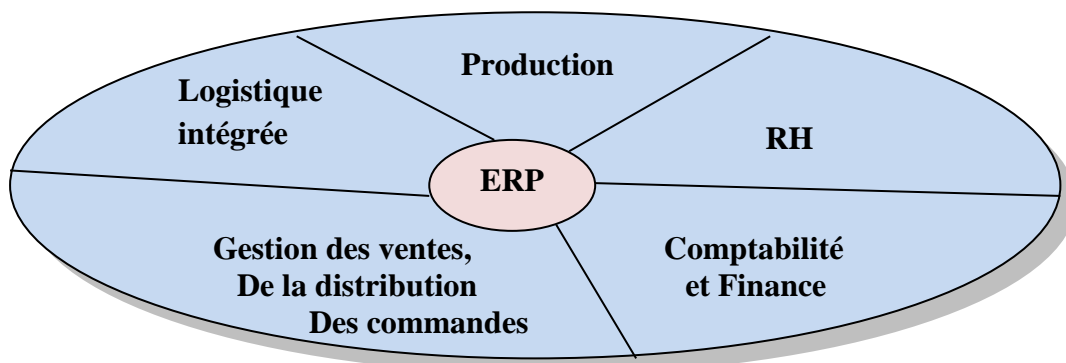 Production
Logistique
intégrée
RH
ERP
Gestion des ventes,
De la distribution
Des commandes
Comptabilité
et Finance